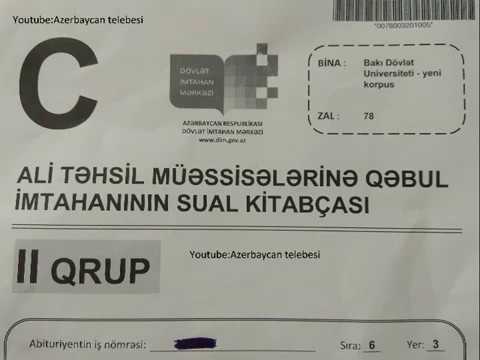 Youtube:Azerbaycan telebesi
*0078003201005*
C
DÖVLƏT
İMTAHAN
MƏRKƏZİ
AZƏRBAYCAN RESPUBLİKASI
DÖVLƏT İMTAHAN MƏRKƏZİ
www.dim.gov.az
BİNA : Bakı Dövlət
Universiteti - yeni
korpus
ZAL : 78
ALİ TƏHSİL MÜƏSSİSƏLƏRİNƏ QƏBUL
İMTAHANININ SUAL KİTABÇASI
II QRUP
Youtube:Azerbaycan telebesi
Abituriyentin iş nömrəsi: Sıra: 6 Yer: 3